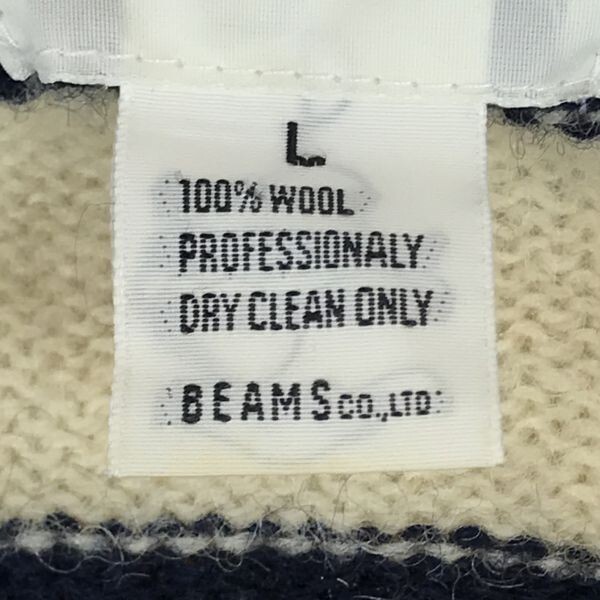 L
100% WOOL
PROFESSIONALY
DRY CLEAN ONLY
BEAMS CO.,LTD.